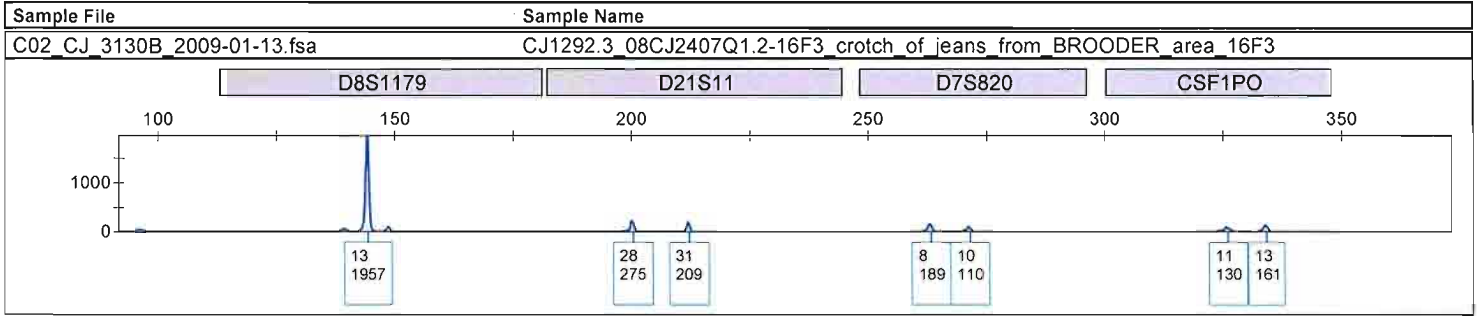 Sample File Sample Name
C02_CJ_3130B_2009-01-13.fsa CJ1292.3_08CJ2407Q1.2-16F3_crotch_of_jeans_from_BROODER_area_16F3
D8S1179 D21S11 D7S820 CSF1PO
100 150 200 250 300 350
1000
0
13 28 31 8 10 11 13
1957 275 209 189 110 130 161